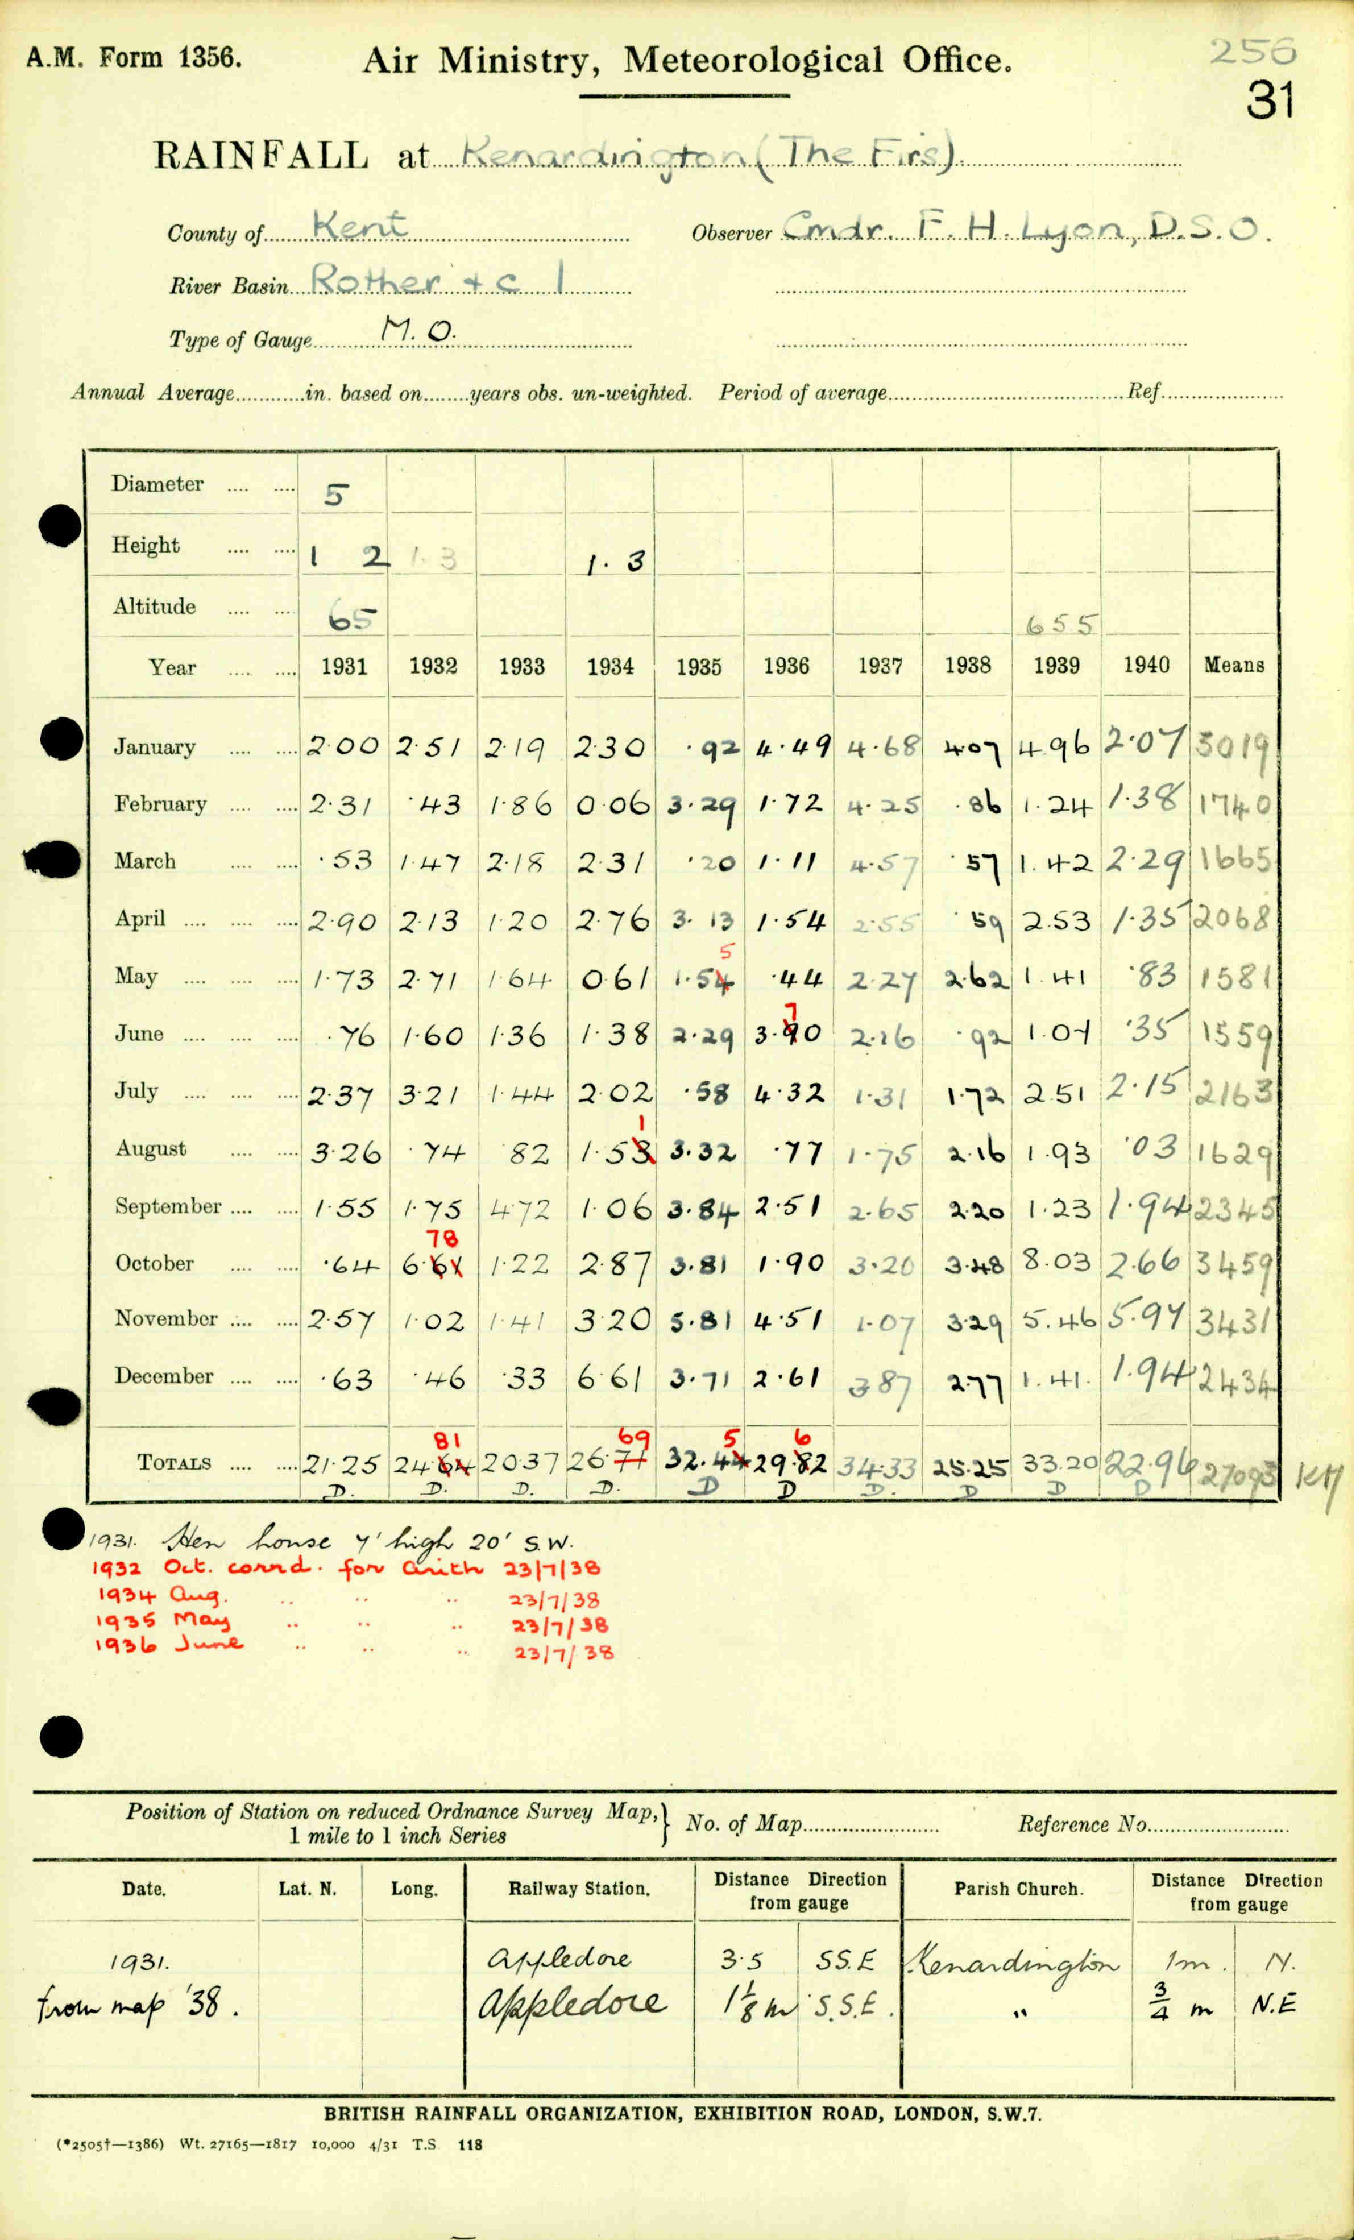 A.M. Form 1356.
Air Ministry, Meteorological Office.
256
31
RAINFALL at Kenardington (The Firs).
County of Kent
Observer Cmdr. F. H. Lyon, D.S.O.
River Basin Rother + c 1
Type of Gauge M.O.
Annual Average............in. based on........years obs. un-weighted. Period of average.................... Ref..........
Diameter .... .... 5
Height .... .... 1 2 1.3 1.3
Altitude .... .... 65 655
Year .... .... 1931 1932 1933 1934 1935 1936 1937 1938 1939 1940 Means
January .... .... 2.00 2.51 2.19 2.30 .92 4.49 4.68 4.07 4.96 2.07 3019
February .... .... 2.31 .43 1.86 0.06 3.29 1.72 4.25 .86 1.24 1.38 1740
March .... .... .53 1.47 2.18 2.31 .20 1.11 4.57 .57 1.42 2.29 1665
April .... .... .... 2.90 2.13 1.20 2.76 3.13 1.54 2.55 .59 2.53 1.35 2068
5
May .... .... .... 1.73 2.71 1.64 0.61 1.54 .44 2.27 2.62 1.41 .83 1581
7
June .... .... .... .76 1.60 1.36 1.38 2.29 3.90 2.16 .92 1.07 .35 1559
July .... .... .... 2.37 3.21 1.44 2.02 .58 4.32 1.31 1.72 2.51 2.15 2163
1
August .... .... 3.26 .74 .82 1.53 3.32 .77 1.75 2.16 1.93 .03 1629
September .... .... 1.55 1.75 4.72 1.06 3.84 2.51 2.65 2.20 1.23 1.94 2345
78
October .... .... .64 6.61 1.22 2.87 3.81 1.90 3.20 3.48 8.03 2.66 3459
November .... .... 2.57 1.02 1.41 3.20 5.81 4.51 1.07 3.29 5.46 5.97 3431
December .... .... .63 .46 .33 6.61 3.71 2.61 3.87 2.77 1.41 1.94 2434
81 69 5 6
TOTALS .... .... 21.25 24.64 20.37 26.71 32.44 29.82 34.33 25.25 33.20 22.96 27093 KM
D. D. D. D. D D D. D D D
1931. Hen house 7' high 20' S.W.
1932 Oct. corrd. for arith 23/7/38
1934 Aug. .. .. .. 23/7/38
1935 May .. .. .. 23/7/38
1936 June .. .. .. 23/7/38
Position of Station on reduced Ordnance Survey Map,}
1 mile to 1 inch Series
No. of Map........................
Reference No........................
Date. Lat. N. Long. Railway Station. Distance Direction from gauge Parish Church. Distance Direction from gauge
1931. Appledore 3.5 SS.E Kenardington 1m. N.
from map '38. Appledore 1 1/8 m S.S.E. " 3/4 m N.E
BRITISH RAINFALL ORGANIZATION, EXHIBITION ROAD, LONDON, S.W.7.
(*2505†—1386) Wt. 27165—1817 10,000 4/31 T.S 118